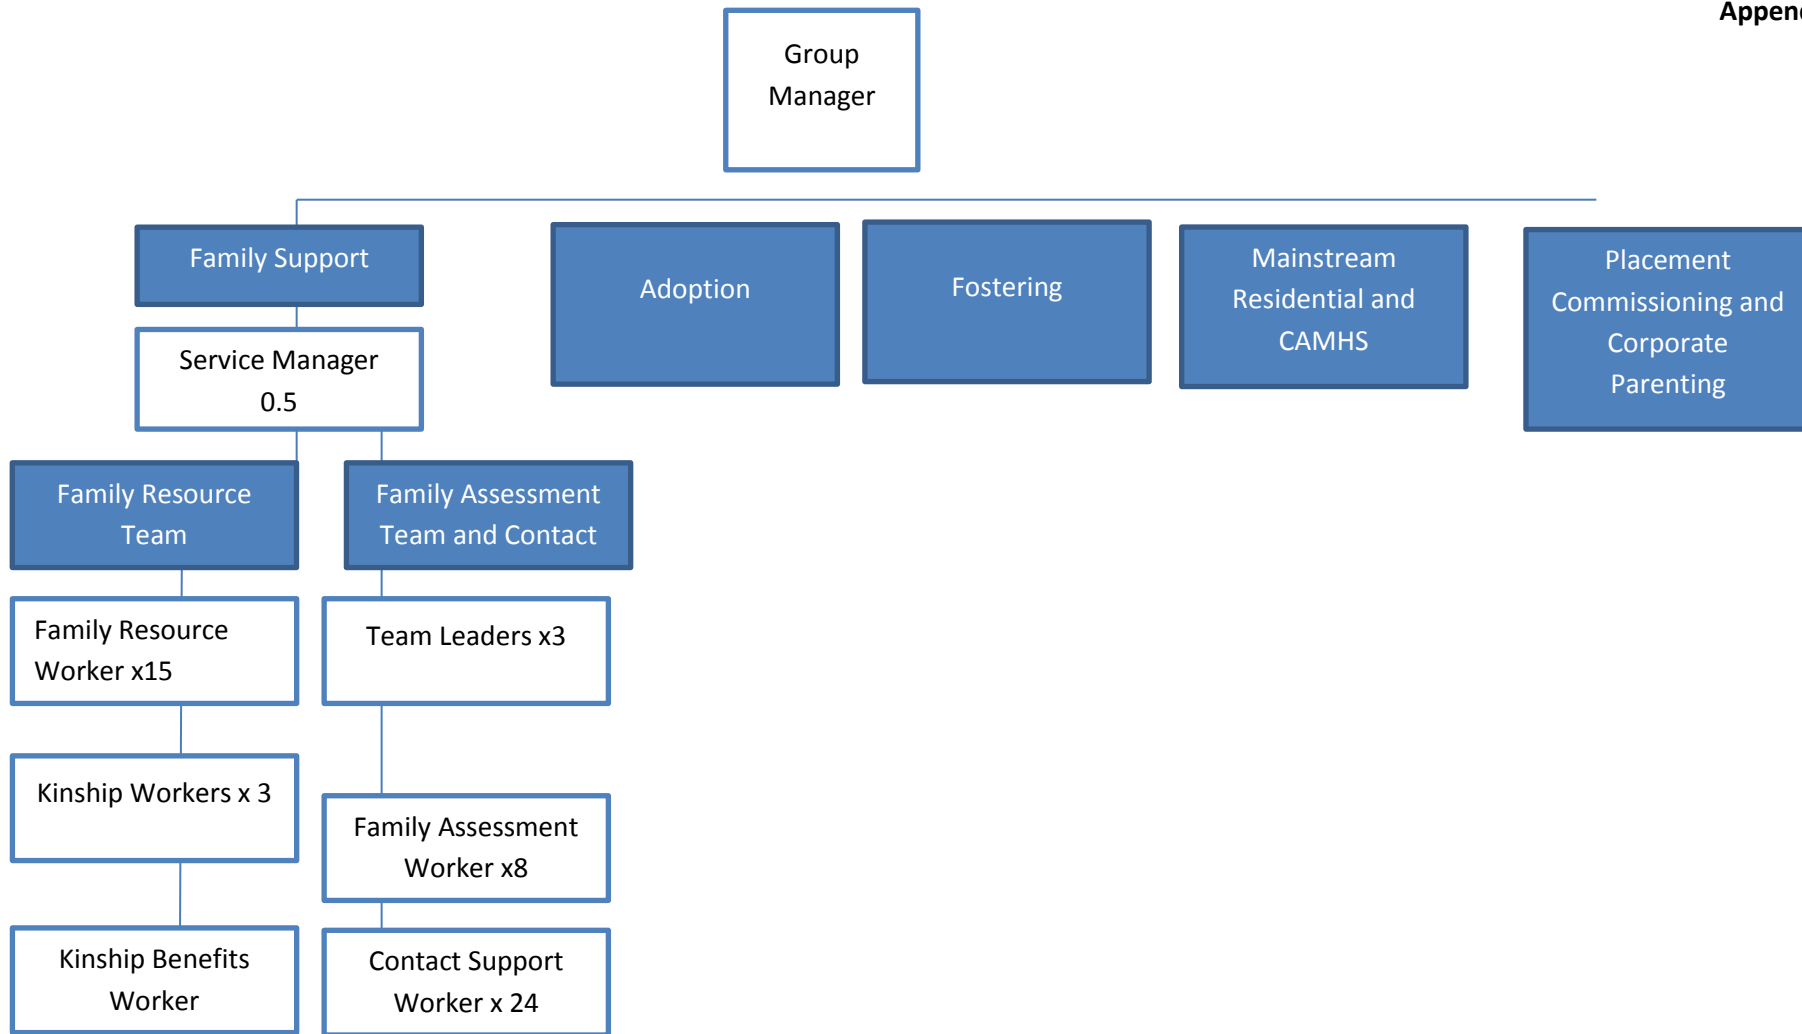 Append
Group
Manager
Family Support
Adoption
Fostering
Mainstream
Residential and
CAMHS
Placement
Commissioning and
Corporate
Parenting
Service Manager
0.5
Family Resource
Team
Family Assessment
Team and Contact
Family Resource
Worker x15
Team Leaders x3
Kinship Workers x 3
Family Assessment
Worker x8
Kinship Benefits
Worker
Contact Support
Worker x 24